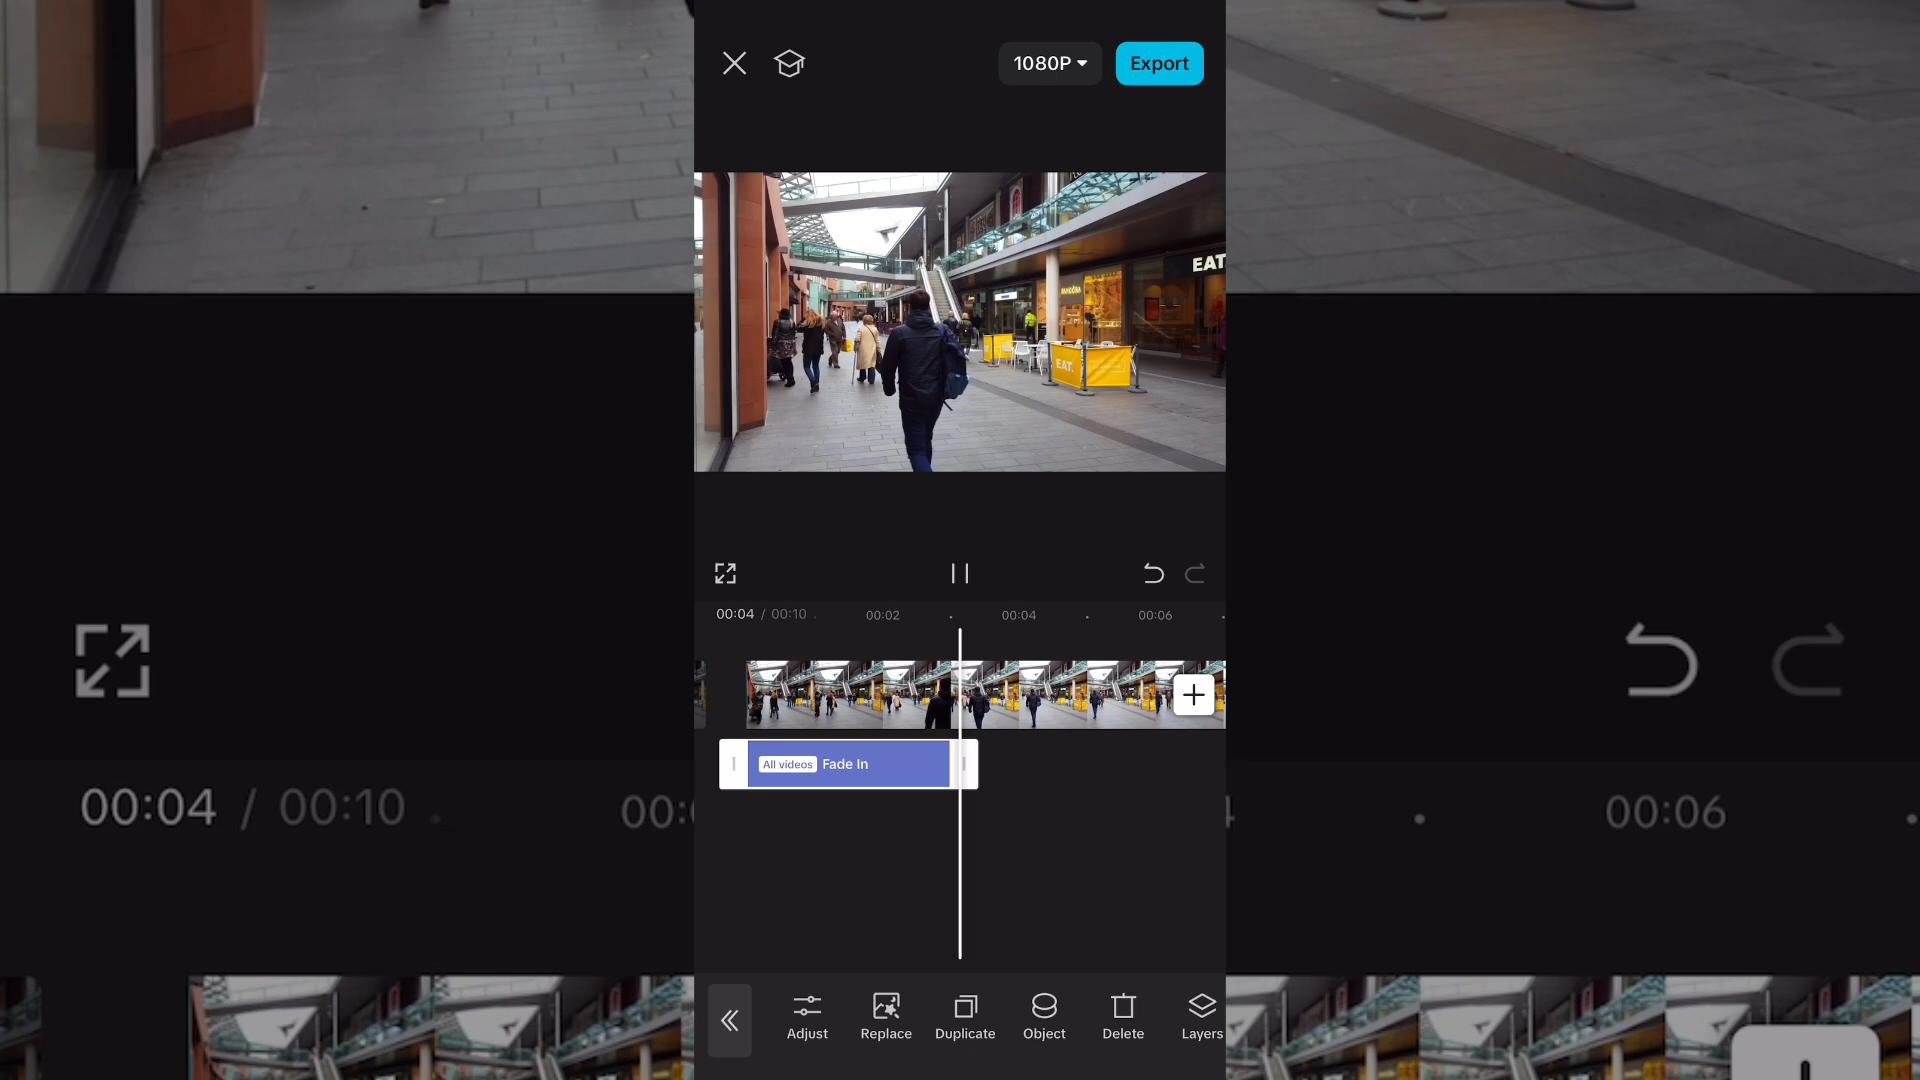 1080P
Export
EAT
PANDORA
EAT.
00:04 / 00:10
00:02
00:04
00:06
All videos Fade In
Adjust
Replace
Duplicate
Object
Delete
Layers
00:04 / 00:10
00:06